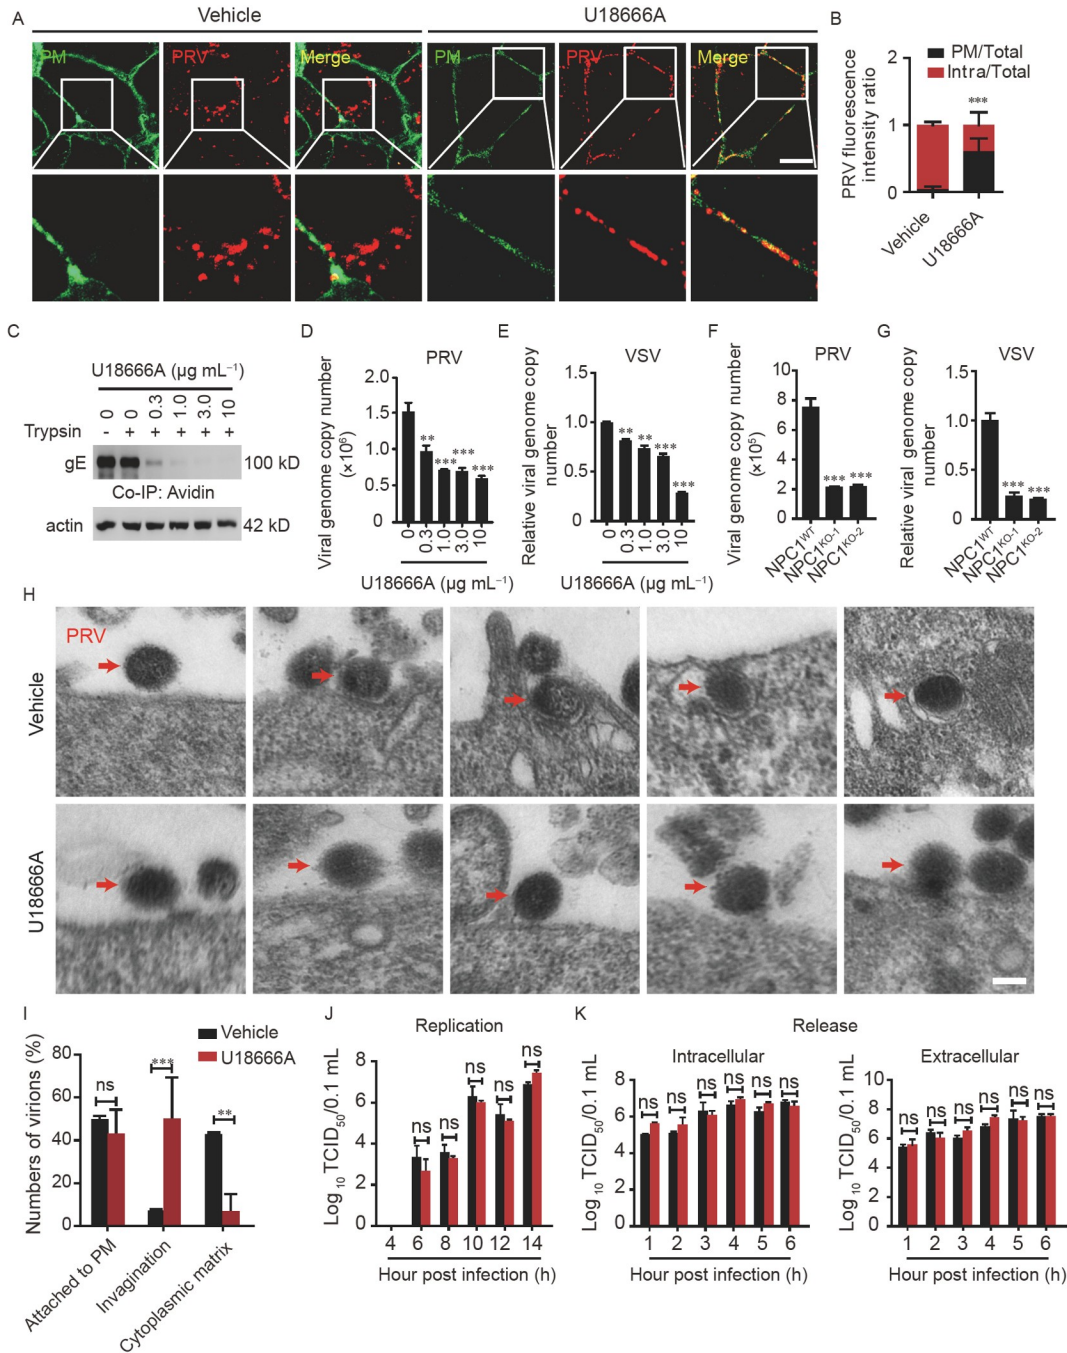 A
Vehicle
U18666A
PM
PRV
Merge
PM
PRV
Merge
B
PM/Total
Intra/Total
***
PRV fluorescence
intensity ratio
2
1
0
Vehicle
U18666A
C
U18666A (µg mL⁻¹)
0 0 0.3 1.0 3.0 10
Trypsin - + + + + +
gE 100 kD
Co-IP: Avidin
actin 42 kD
D
PRV
Viral genome copy number
(×10⁶)
2.0
1.5
1.0
0.5
0
** *** *** ***
0 0.3 1.0 3.0 10
U18666A (µg mL⁻¹)
E
VSV
Relative viral genome copy
number
1.5
1.0
0.5
0
** ** *** ***
0 0.3 1.0 3.0 10
U18666A (µg mL⁻¹)
F
PRV
Viral genome copy number
(×10⁵)
10
8
6
4
2
0
*** ***
NPC1ᵂᵀ
NPC1ᴷᴼ⁻¹
NPC1ᴷᴼ⁻²
G
VSV
Relative viral genome copy
number
1.5
1.0
0.5
0
*** ***
NPC1ᵂᵀ
NPC1ᴷᴼ⁻¹
NPC1ᴷᴼ⁻²
H
PRV
Vehicle
U18666A
I
Vehicle
U18666A
Numbers of virions (%)
80
60
40
20
0
ns *** **
Attached to PM
Invagination
Cytoplasmic matrix
J
Replication
Log₁₀ TCID₅₀/0.1 mL
8
6
4
2
0
ns ns ns ns ns
4 6 8 10 12 14
Hour post infection (h)
K
Release
Intracellular
Log₁₀ TCID₅₀/0.1 mL
8
6
4
2
0
ns ns ns ns ns ns
1 2 3 4 5 6
Hour post infection (h)
Extracellular
Log₁₀ TCID₅₀/0.1 mL
10
8
6
4
2
0
ns ns ns ns ns ns
1 2 3 4 5 6
Hour post infection (h)